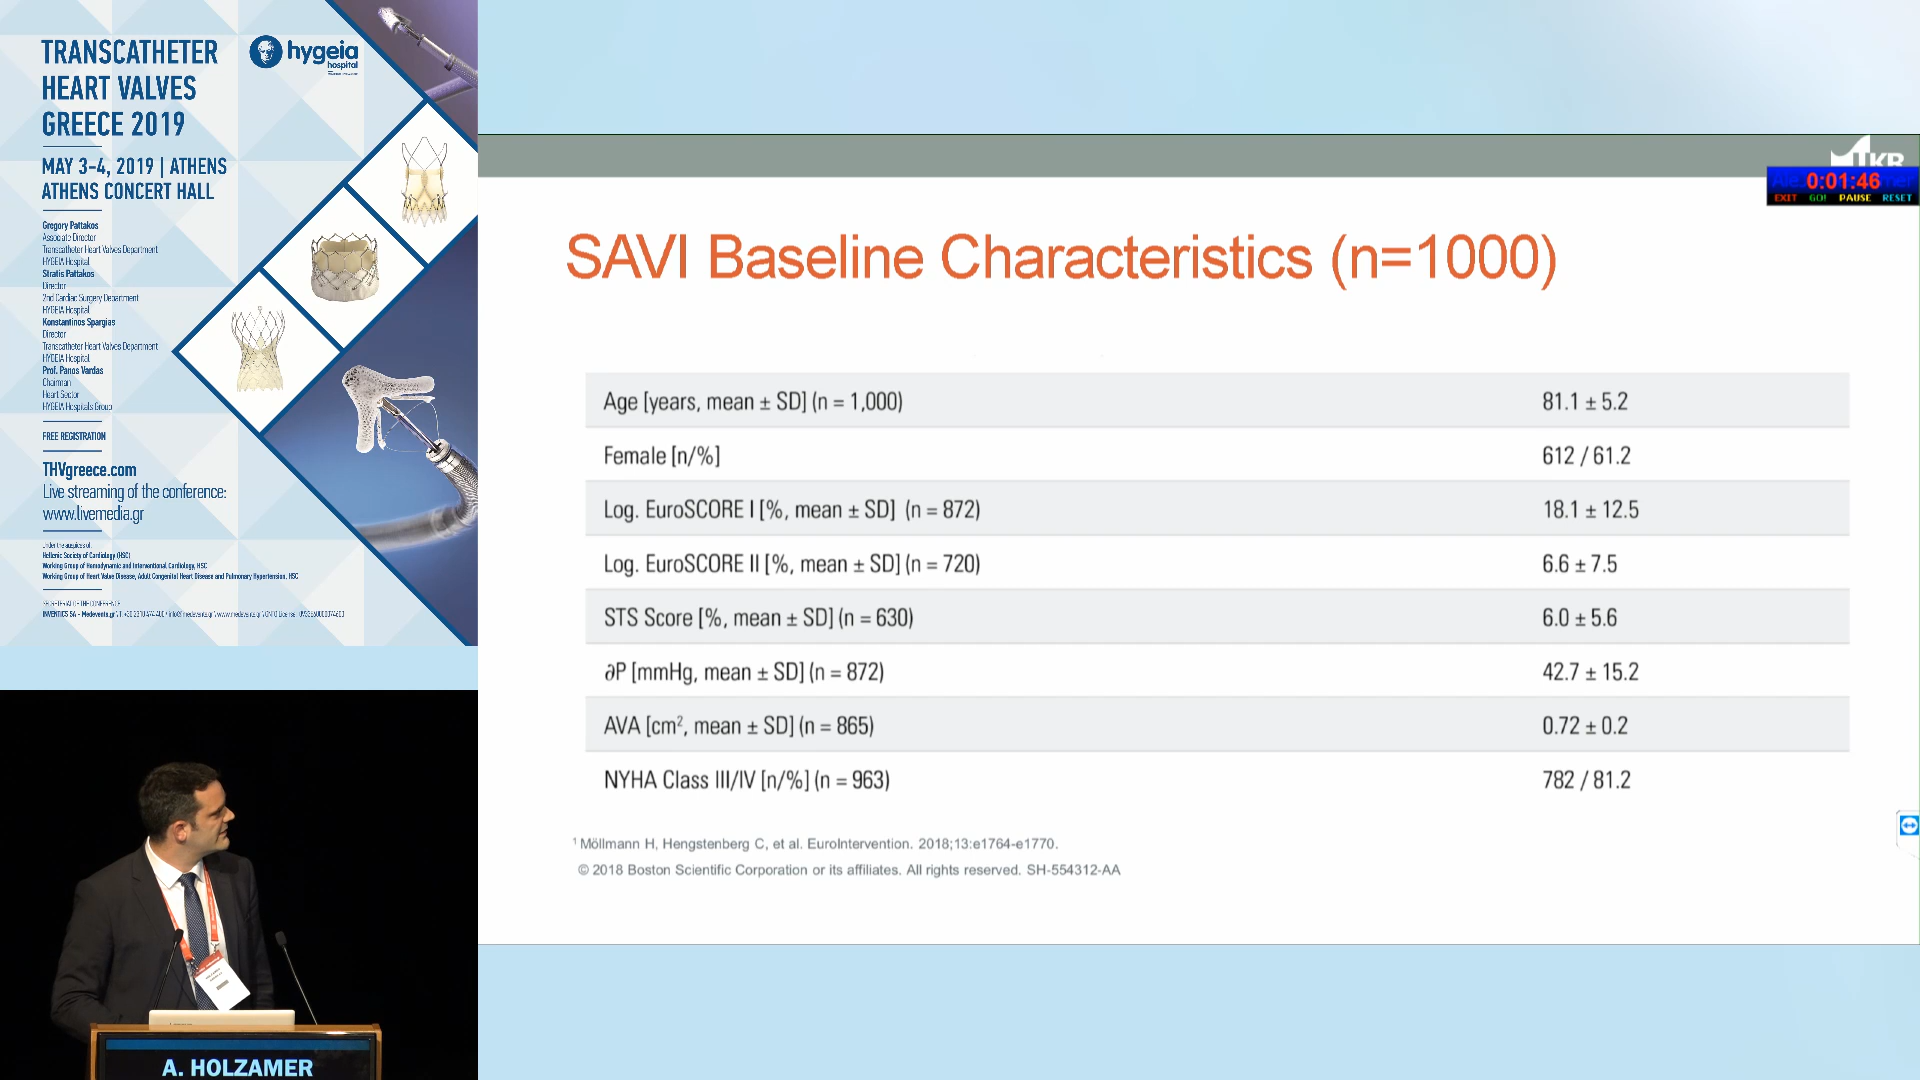 TRANSCATHETER
HEART VALVES
GREECE 2019
hygeia
hospital
MAY 3-4, 2019 | ATHENS
ATHENS CONCERT HALL
Gregory Pattakos
Associate Director
Transcatheter Heart Valves Department
HYGEIA Hospital
Stratis Pattakos
Director
2nd Cardiac Surgery Department
HYGEIA Hospital
Konstantinos Spargias
Director
Transcatheter Heart Valves Department
HYGEIA Hospital
Prof. Panos Vardas
Chairman
Heart Sector
HYGEIA Hospitals Group
FREE REGISTRATION
THVgreece.com
Live streaming of the conference:
www.livemedia.gr
Under the auspices of:
Hellenic Society of Cardiology (HSC)
Working Group of Hemodynamic and Interventional Cardiology, HSC
Working Group of Heart Valve Disease, Adult Congenital Heart Disease and Pulmonary Hypertension, HSC
INVENTICS SA - Medevents.gr
0:01:46
EXIT GO! PAUSE RESET
SAVI Baseline Characteristics (n=1000)
Age [years, mean ± SD] (n = 1,000) 81.1 ± 5.2
Female [n/%] 612 / 61.2
Log. EuroSCORE I [%, mean ± SD] (n = 872) 18.1 ± 12.5
Log. EuroSCORE II [%, mean ± SD] (n = 720) 6.6 ± 7.5
STS Score [%, mean ± SD] (n = 630) 6.0 ± 5.6
∂P [mmHg, mean ± SD] (n = 872) 42.7 ± 15.2
AVA [cm², mean ± SD] (n = 865) 0.72 ± 0.2
NYHA Class III/IV [n/%] (n = 963) 782 / 81.2
¹ Möllmann H, Hengstenberg C, et al. EuroIntervention. 2018;13:e1764-e1770.
© 2018 Boston Scientific Corporation or its affiliates. All rights reserved. SH-554312-AA
A. HOLZAMER